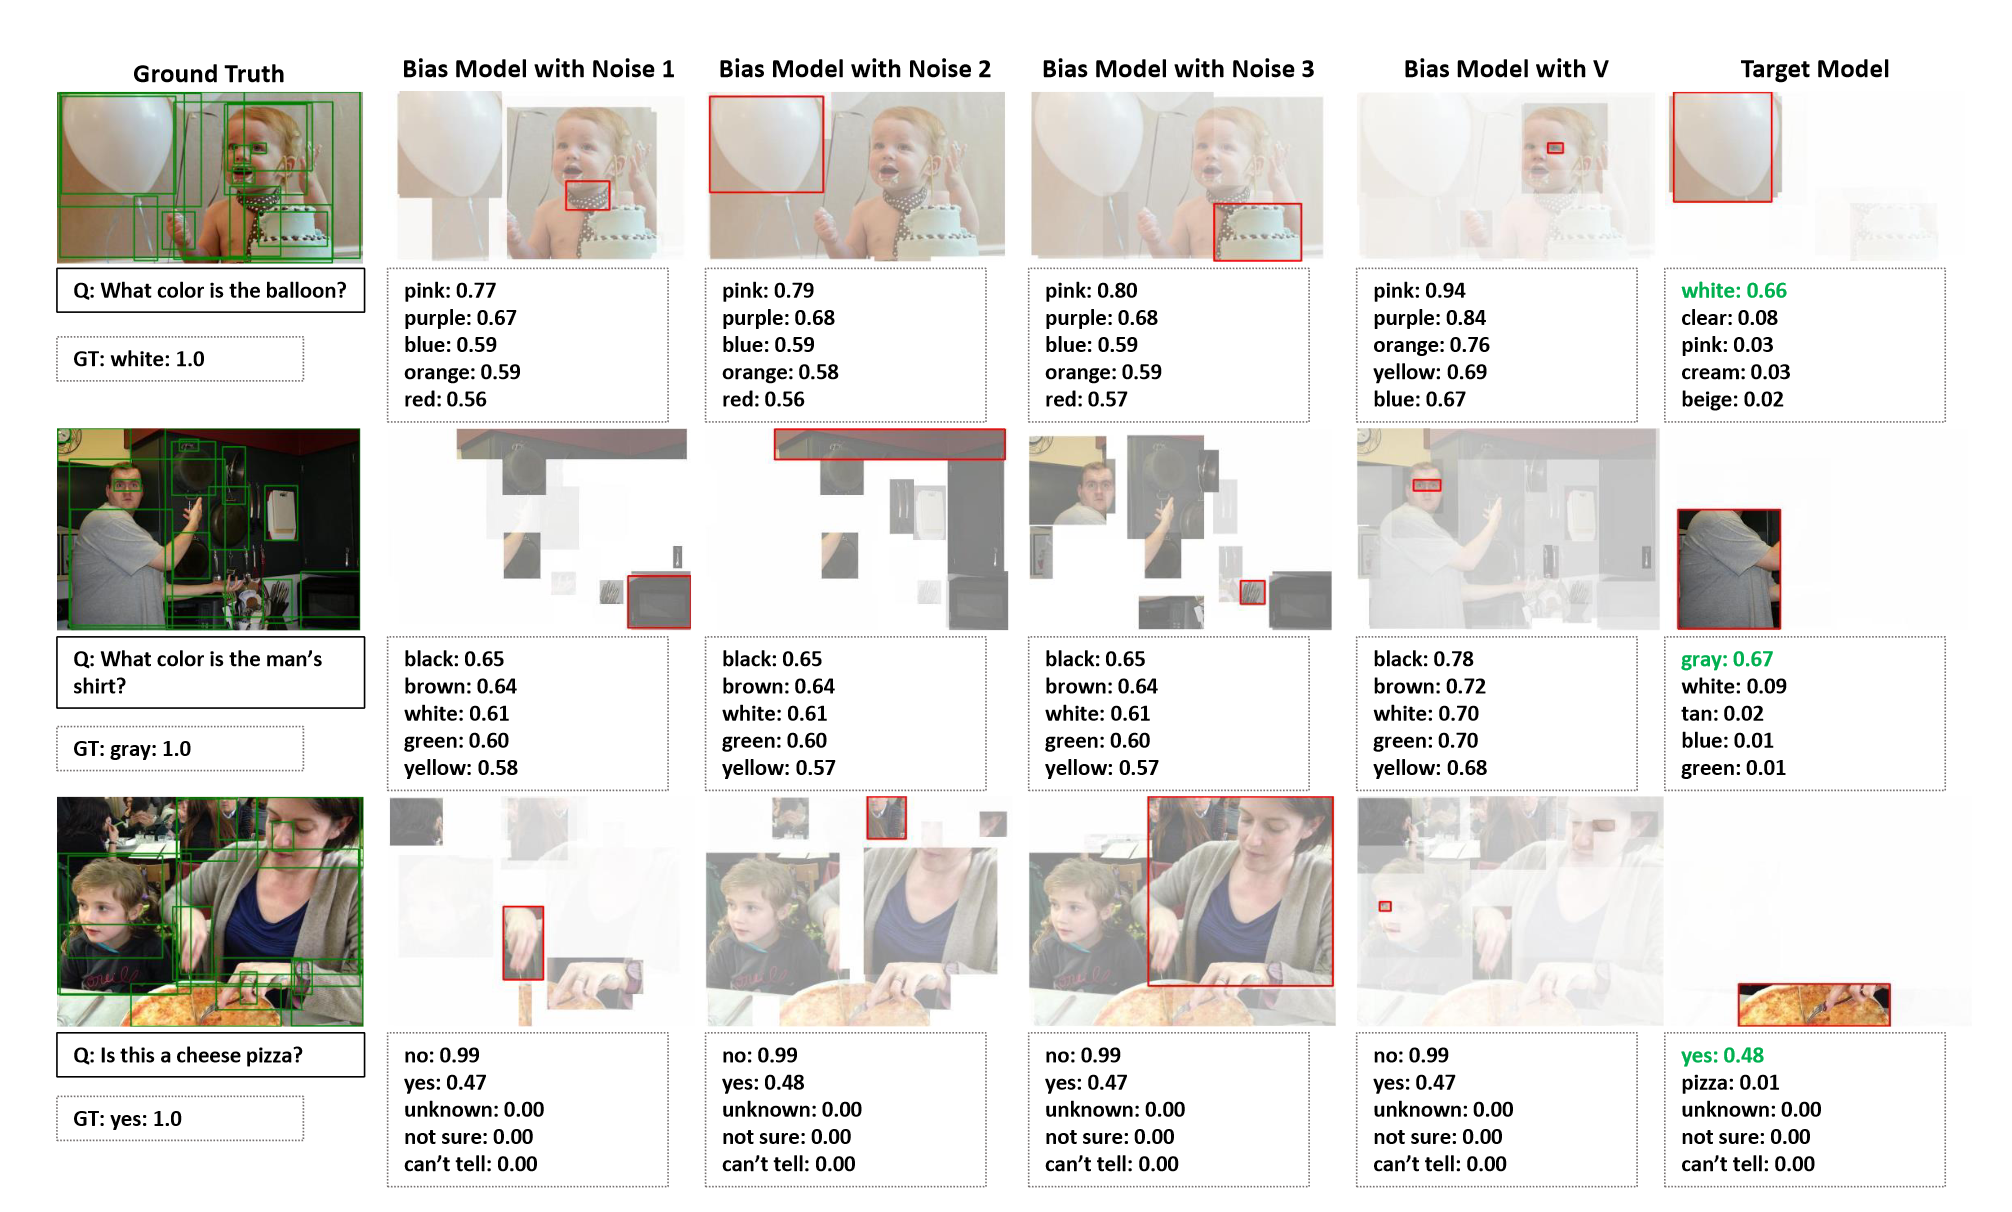 Ground Truth
Bias Model with Noise 1
Bias Model with Noise 2
Bias Model with Noise 3
Bias Model with V
Target Model
Q: What color is the balloon?
GT: white: 1.0
pink: 0.77
purple: 0.67
blue: 0.59
orange: 0.59
red: 0.56
pink: 0.79
purple: 0.68
blue: 0.59
orange: 0.58
red: 0.56
pink: 0.80
purple: 0.68
blue: 0.59
orange: 0.59
red: 0.57
pink: 0.94
purple: 0.84
orange: 0.76
yellow: 0.69
blue: 0.67
white: 0.66
clear: 0.08
pink: 0.03
cream: 0.03
beige: 0.02
Q: What color is the man's
shirt?
GT: gray: 1.0
black: 0.65
brown: 0.64
white: 0.61
green: 0.60
yellow: 0.58
black: 0.65
brown: 0.64
white: 0.61
green: 0.60
yellow: 0.57
black: 0.65
brown: 0.64
white: 0.61
green: 0.60
yellow: 0.57
black: 0.78
brown: 0.72
white: 0.70
green: 0.70
yellow: 0.68
gray: 0.67
white: 0.09
tan: 0.02
blue: 0.01
green: 0.01
Q: Is this a cheese pizza?
GT: yes: 1.0
no: 0.99
yes: 0.47
unknown: 0.00
not sure: 0.00
can't tell: 0.00
no: 0.99
yes: 0.48
unknown: 0.00
not sure: 0.00
can't tell: 0.00
no: 0.99
yes: 0.47
unknown: 0.00
not sure: 0.00
can't tell: 0.00
no: 0.99
yes: 0.47
unknown: 0.00
not sure: 0.00
can't tell: 0.00
yes: 0.48
pizza: 0.01
unknown: 0.00
not sure: 0.00
can't tell: 0.00